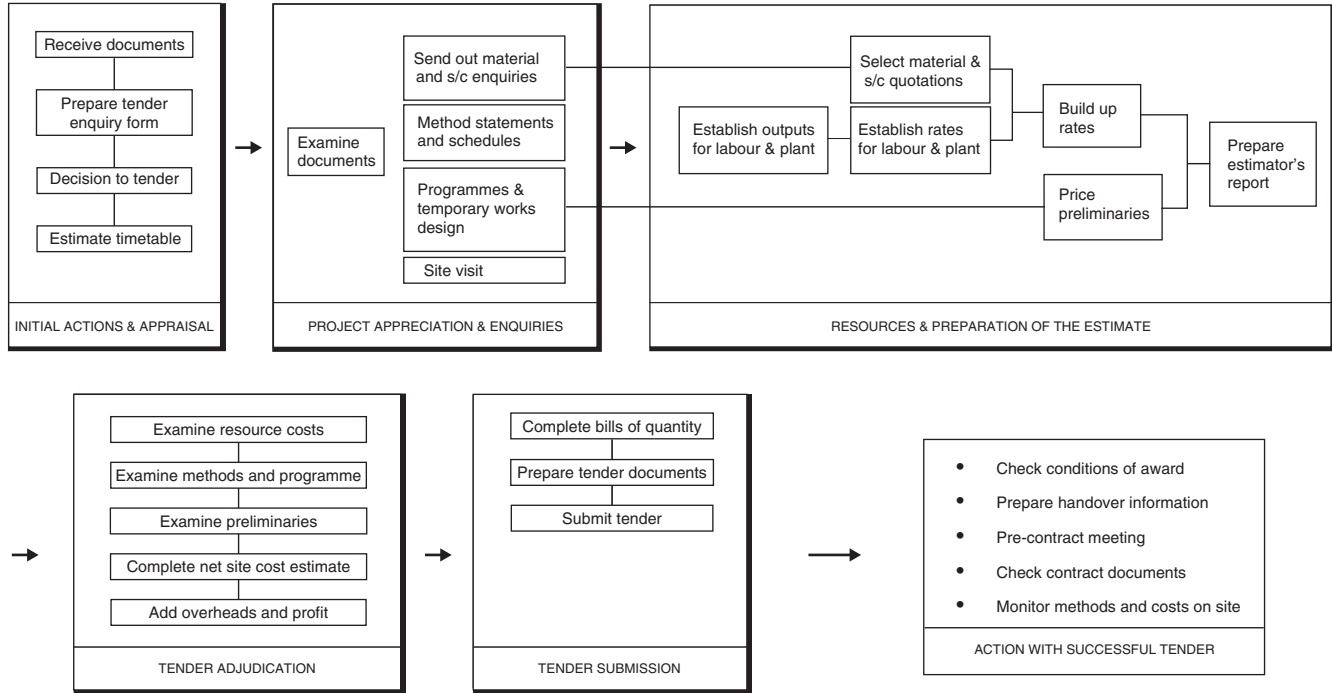 Receive documents
Prepare tender
enquiry form
Decision to tender
Estimate timetable
INITIAL ACTIONS & APPRAISAL
Examine
documents
Send out material
and s/c enquiries
Method statements
and schedules
Programmes &
temporary works
design
Site visit
PROJECT APPRECIATION & ENQUIRIES
Select material &
s/c quotations
Establish outputs
for labour & plant
Establish rates
for labour & plant
Build up
rates
Price
preliminaries
Prepare
estimator's
report
RESOURCES & PREPARATION OF THE ESTIMATE
Examine resource costs
Examine methods and programme
Examine preliminaries
Complete net site cost estimate
Add overheads and profit
TENDER ADJUDICATION
Complete bills of quantity
Prepare tender documents
Submit tender
TENDER SUBMISSION
• Check conditions of award
• Prepare handover information
• Pre-contract meeting
• Check contract documents
• Monitor methods and costs on site
ACTION WITH SUCCESSFUL TENDER